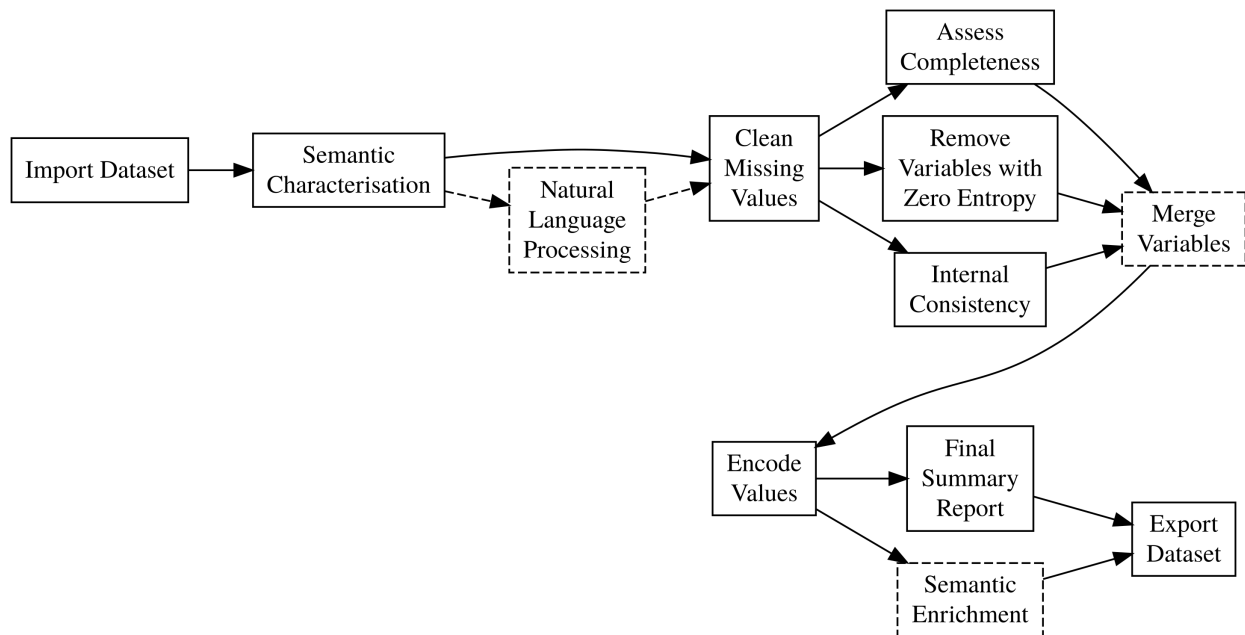 Import Dataset
Semantic
Characterisation
Natural
Language
Processing
Clean
Missing
Values
Assess
Completeness
Remove
Variables with
Zero Entropy
Internal
Consistency
Merge
Variables
Encode
Values
Final
Summary
Report
Semantic
Enrichment
Export
Dataset